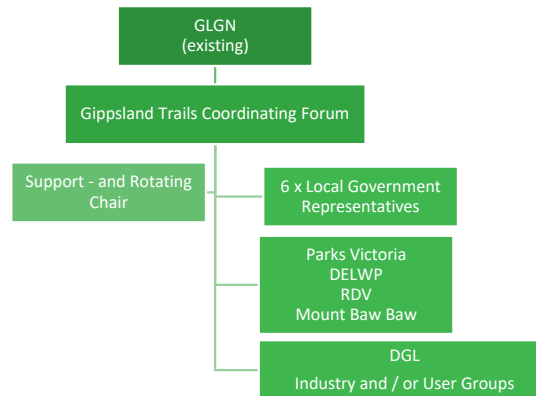 GLGN
(existing)
Gippsland Trails Coordinating Forum
Support - and Rotating
Chair
6 x Local Government
Representatives
Parks Victoria
DELWP
RDV
Mount Baw Baw
DGL
Industry and / or User Groups